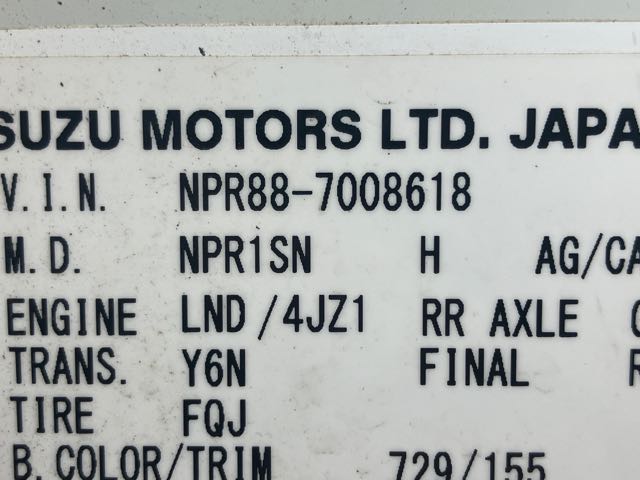 SUZU MOTORS LTD. JAPA
V.I.N. NPR88-7008618
M.D. NPR1SN H AG/CA
ENGINE LND/4JZ1 RR AXLE
TRANS. Y6N FINAL R
TIRE FQJ
B.COLOR/TRIM 729/155